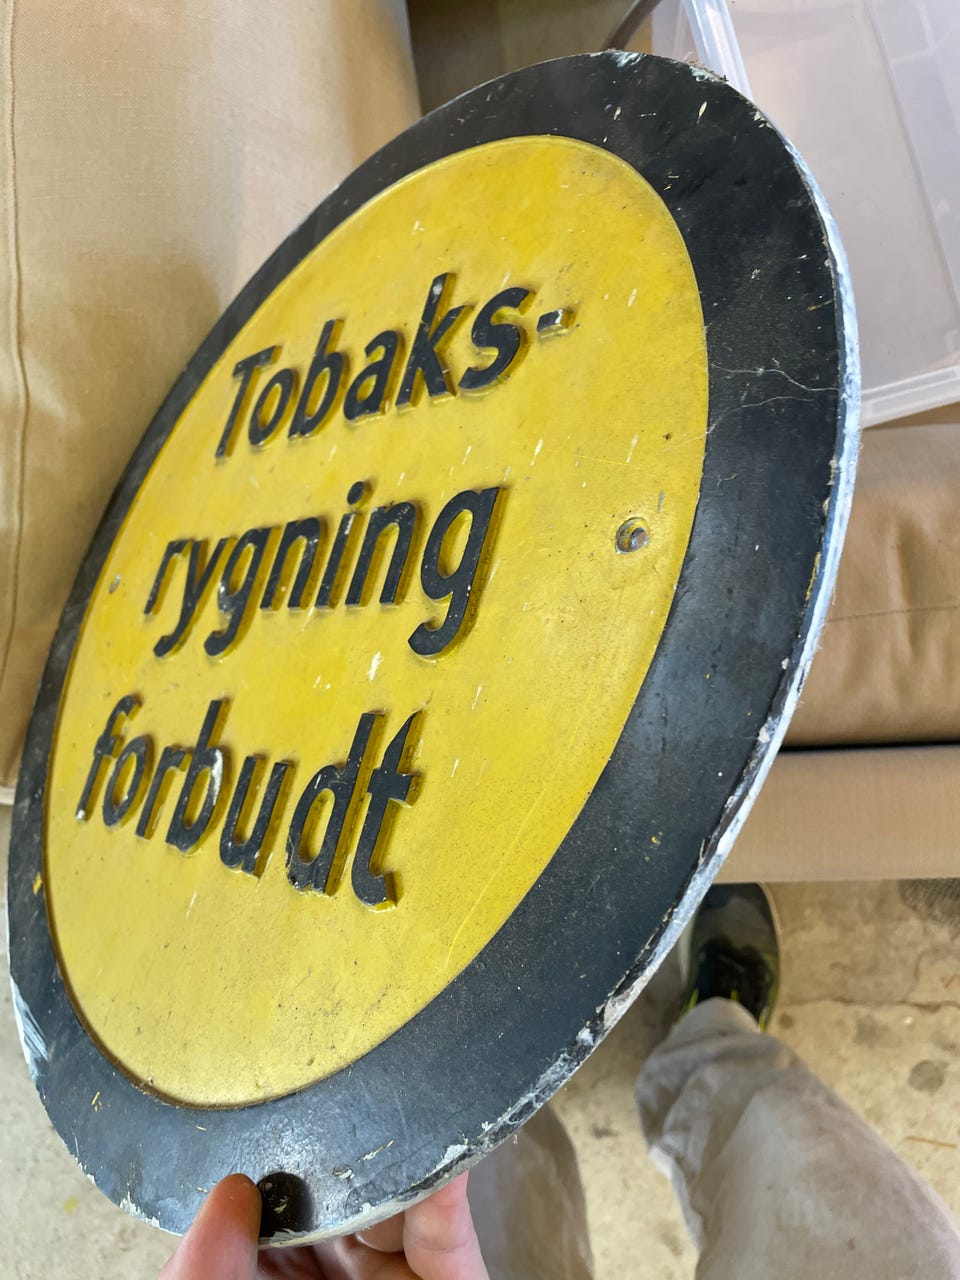 Tobaks-
rygning
forbudt